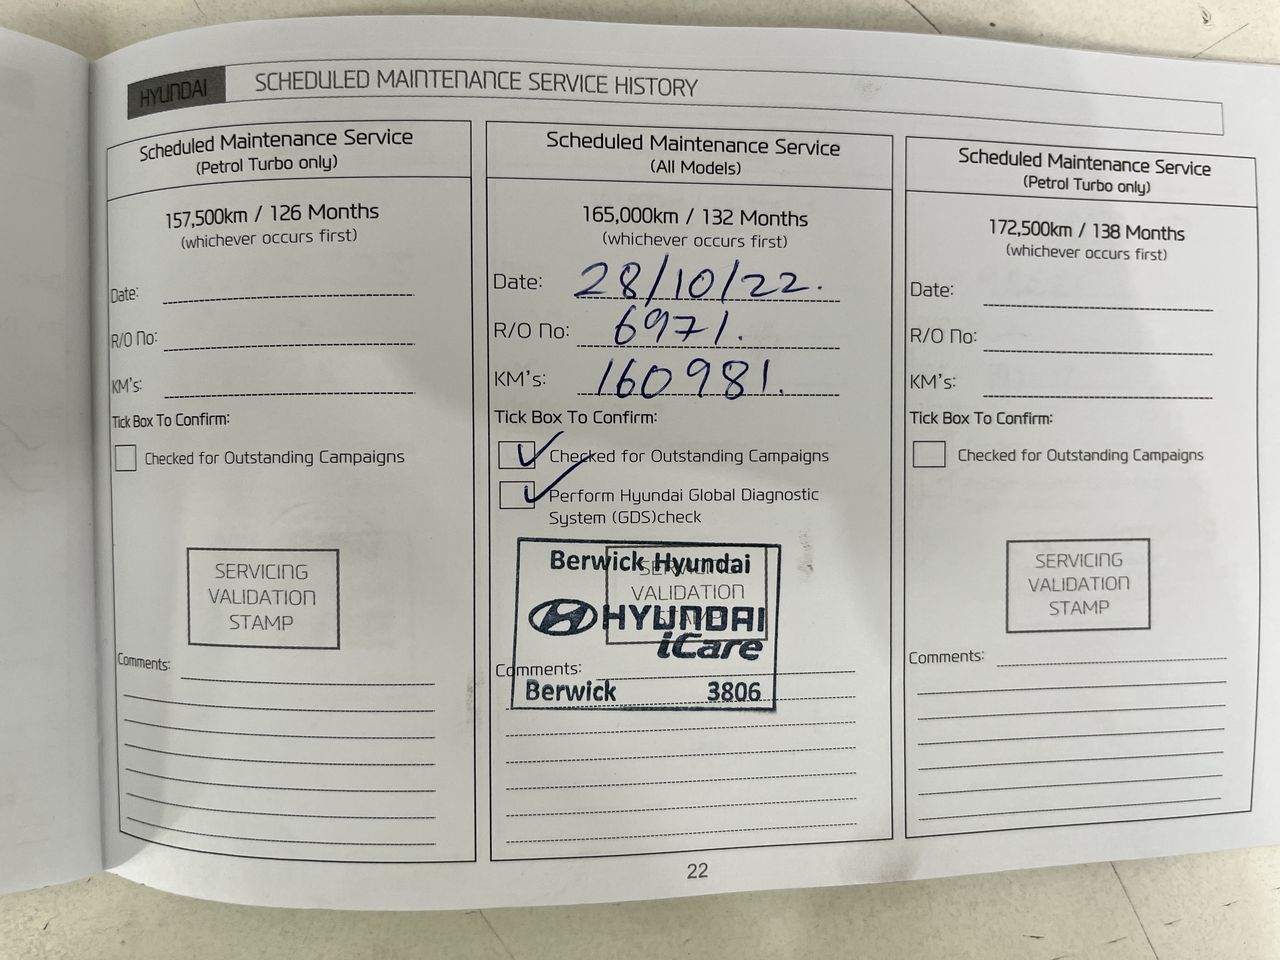 HYUNDAI
SCHEDULED MAINTENANCE SERVICE HISTORY
Scheduled Maintenance Service
(Petrol Turbo only)
157,500km / 126 Months
(whichever occurs first)
Date:
R/O No:
KM's:
Tick Box To Confirm:
Checked for Outstanding Campaigns
SERVICING
VALIDATION
STAMP
Comments:
Scheduled Maintenance Service
(All Models)
165,000km / 132 Months
(whichever occurs first)
Date: 28/10/22.
R/O No: 6971.
KM's: 160981.
Tick Box To Confirm:
Checked for Outstanding Campaigns
Perform Hyundai Global Diagnostic
System (GDS)check
Berwick Hyundai
SERVICING
VALIDATION
STAMP
HYUNDAI
iCare
Comments:
Berwick 3806
Scheduled Maintenance Service
(Petrol Turbo only)
172,500km / 138 Months
(whichever occurs first)
Date:
R/O No:
KM's:
Tick Box To Confirm:
Checked for Outstanding Campaigns
SERVICING
VALIDATION
STAMP
Comments:
22